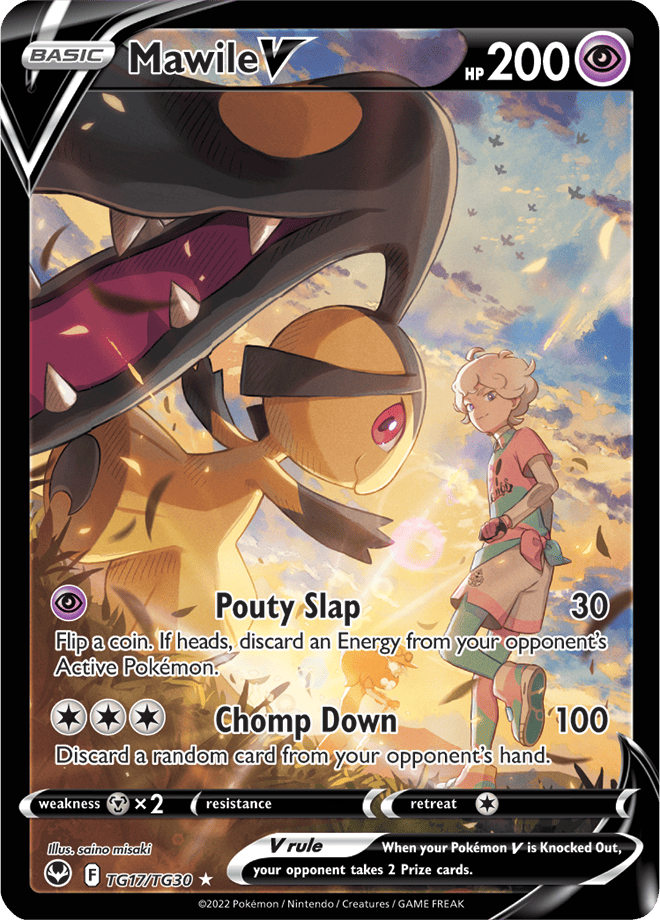 BASIC Mawile V HP 200
Pouty Slap 30
Flip a coin. If heads, discard an Energy from your opponent's
Active Pokémon.
Chomp Down 100
Discard a random card from your opponent's hand.
weakness ×2 resistance retreat
Illus. saino misaki
V rule When your Pokémon V is Knocked Out,
your opponent takes 2 Prize cards.
F TG17/TG30
©2022 Pokémon / Nintendo / Creatures / GAME FREAK